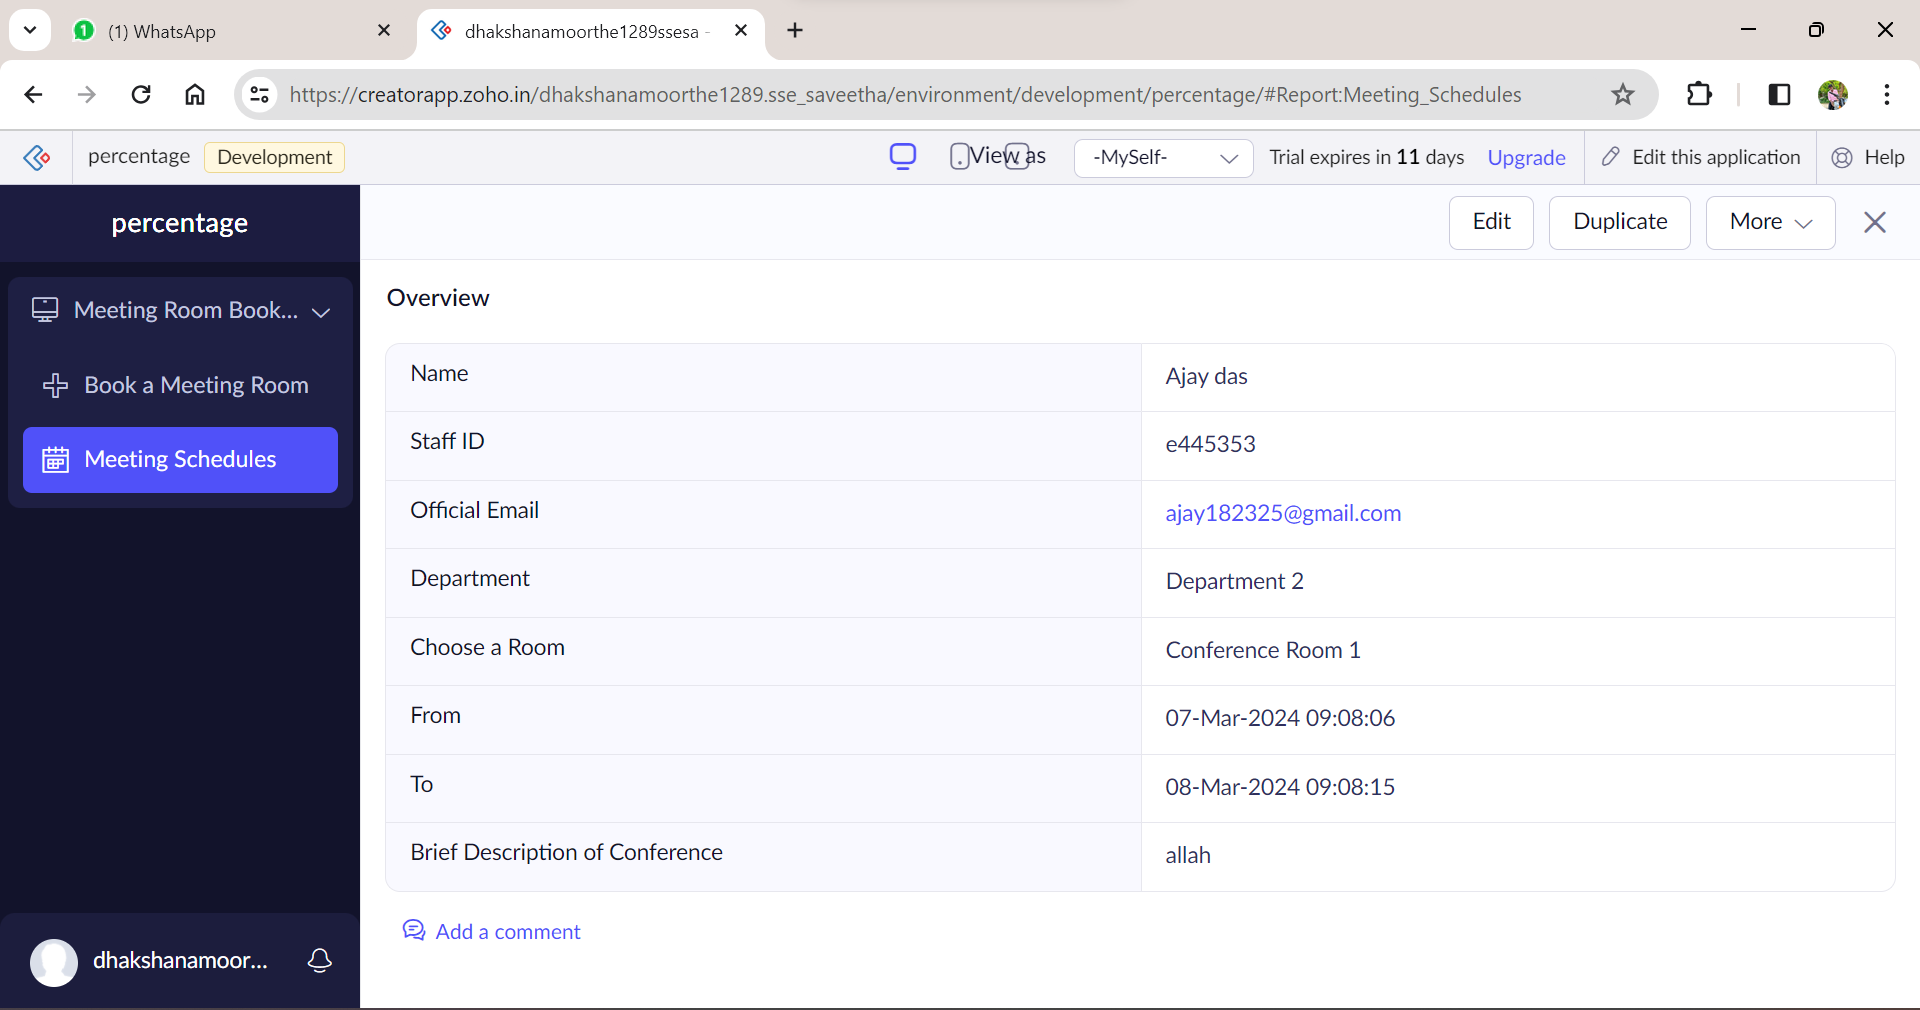 1
(1) WhatsApp
dhakshanamoorthe1289ssesa -
https://creatorapp.zoho.in/dhakshanamoorthe1289.sse_saveetha/environment/development/percentage/#Report:Meeting_Schedules
percentage
Development
View as
-MySelf-
Trial expires in 11 days
Upgrade
Edit this application
Help
percentage
Edit
Duplicate
More
Meeting Room Book...
Book a Meeting Room
Meeting Schedules
Overview
Name
Ajay das
Staff ID
e445353
Official Email
ajay182325@gmail.com
Department
Department 2
Choose a Room
Conference Room 1
From
07-Mar-2024 09:08:06
To
08-Mar-2024 09:08:15
Brief Description of Conference
allah
Add a comment
dhakshanamoor...